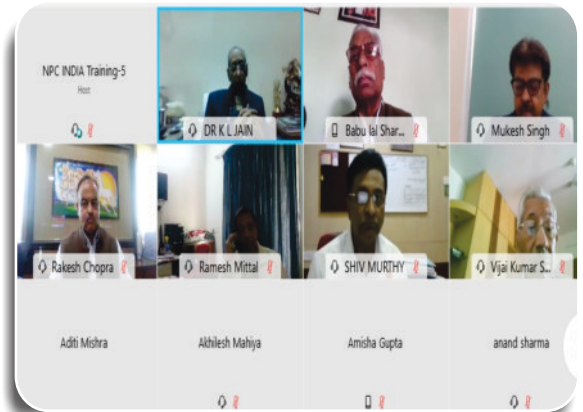 NPC INDIA Training-5
Host
DR K L JAIN
Babu lal Shar...
Mukesh Singh
Rakesh Chopra
Ramesh Mittal
SHIV MURTHY
Vijai Kumar S...
Aditi Mishra
Akhilesh Mahiya
Amisha Gupta
anand sharma